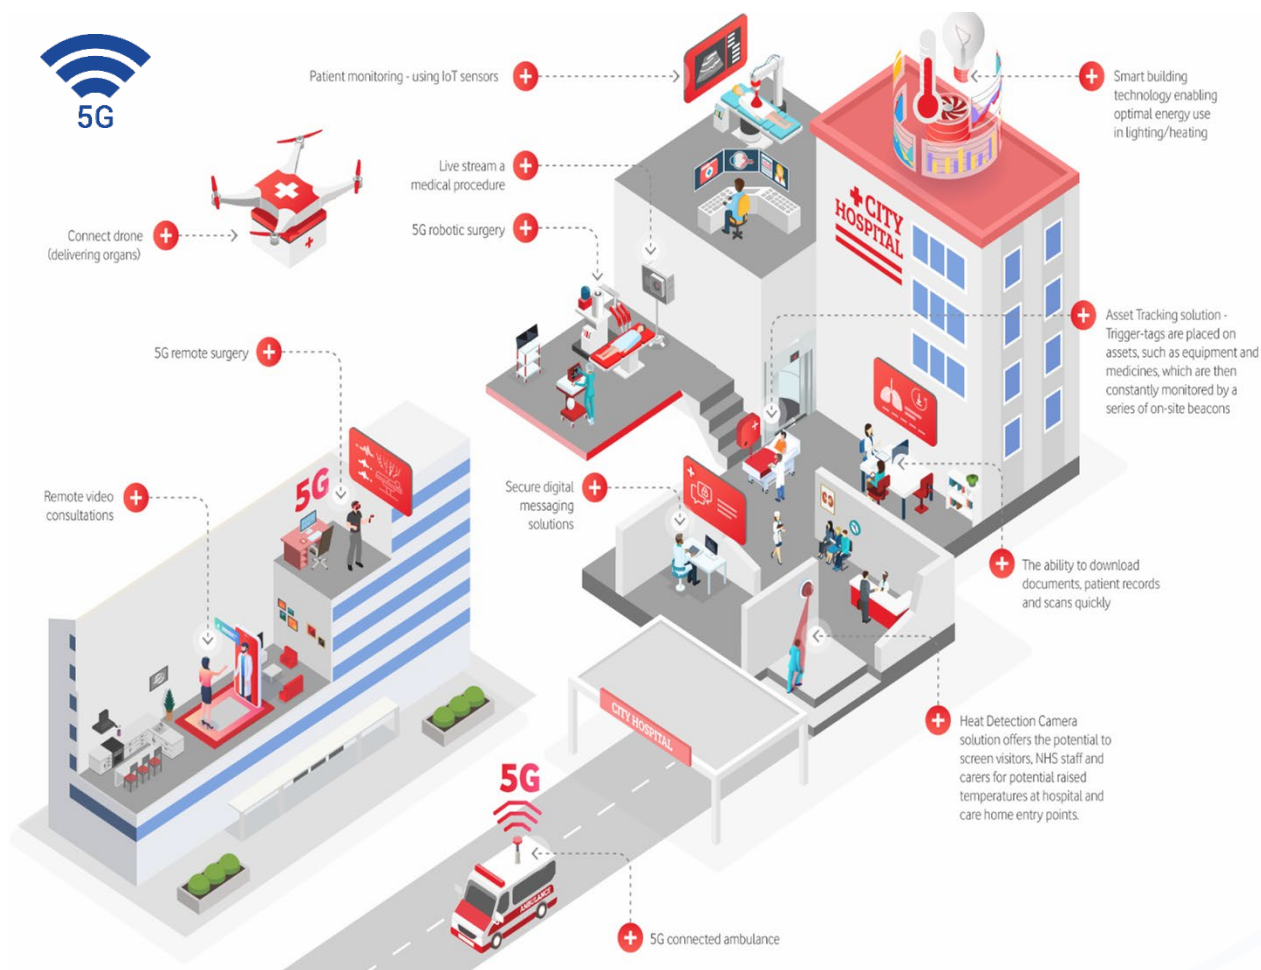 5G
Patient monitoring - using IoT sensors
Smart building
technology enabling
optimal energy use
in lighting/heating
Live stream a
medical procedure
5G robotic surgery
Connect drone
(delivering organs)
CITY
HOSPITAL
Asset Tracking solution -
Trigger-tags are placed on
assets, such as equipment and
medicines, which are then
constantly monitored by a
series of on-site beacons
5G remote surgery
5G
Remote video
consultations
Secure digital
messaging
solutions
The ability to download
documents, patient records
and scans quickly
CITY HOSPITAL
Heat Detection Camera
solution offers the potential to
screen visitors, NHS staff and
carers for potential raised
temperatures at hospital and
care home entry points.
5G
AMBULANCE
5G connected ambulance